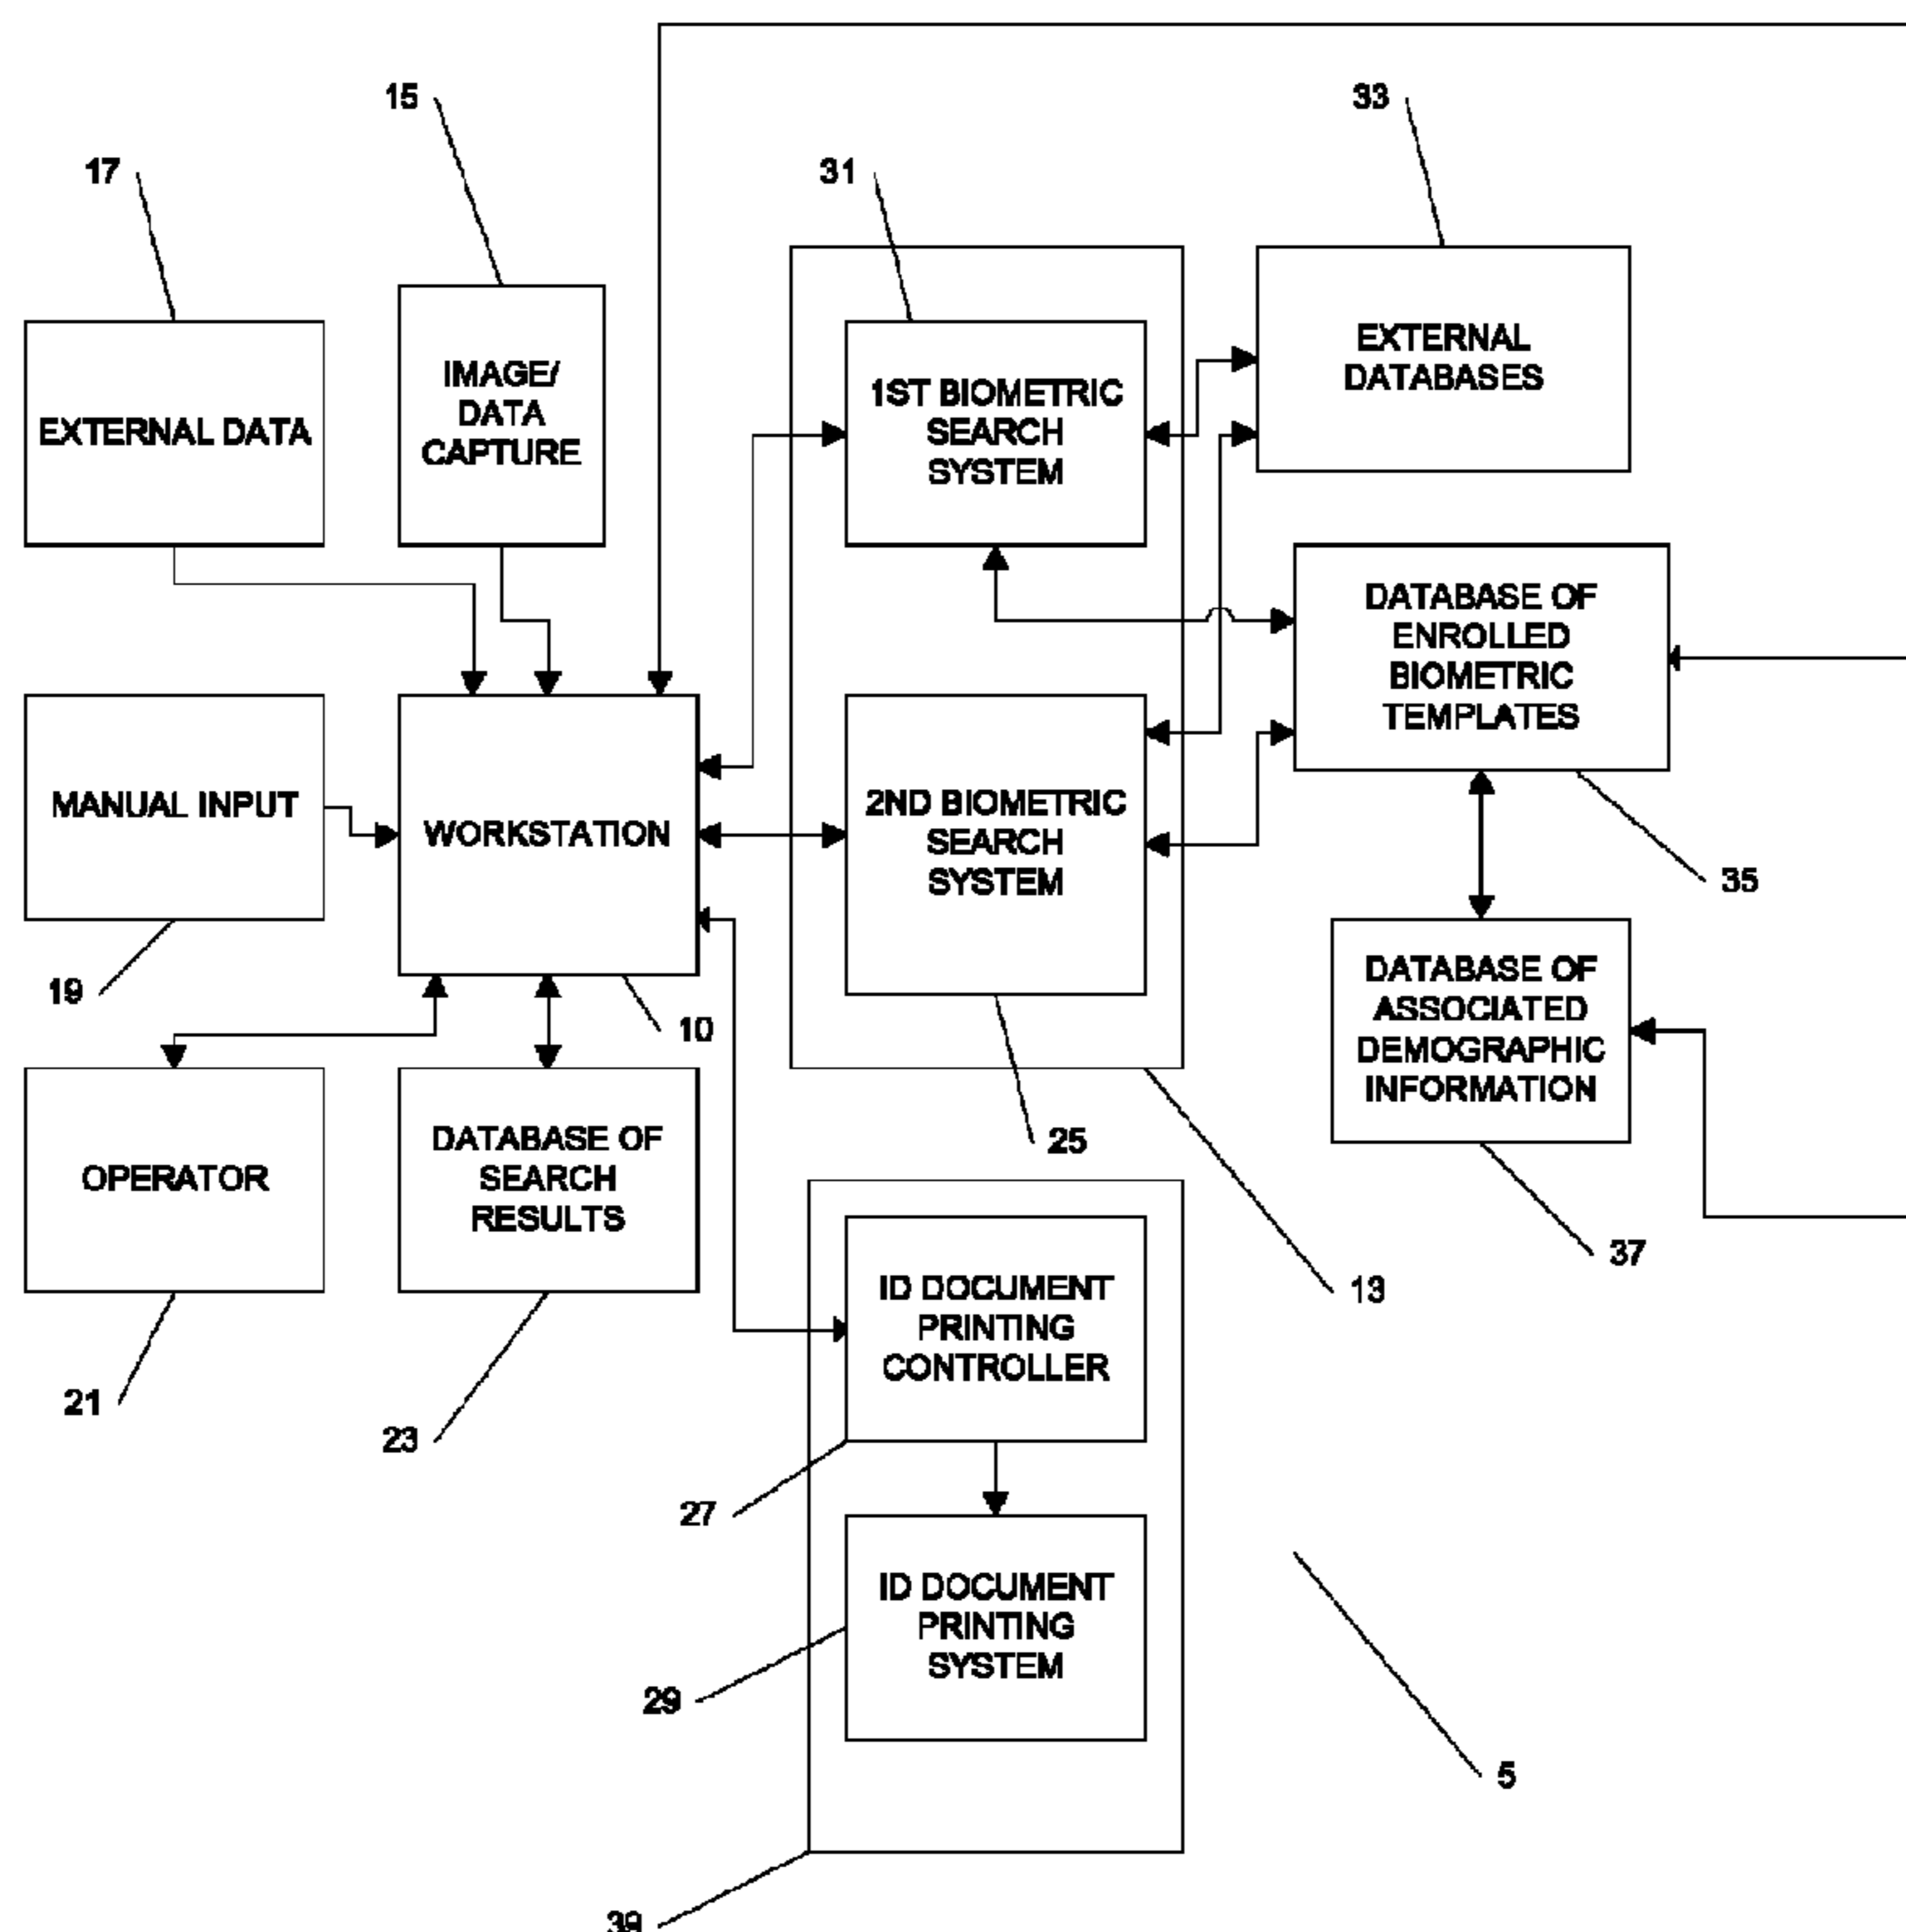 15
33
17
31
EXTERNAL DATA
IMAGE/
DATA
CAPTURE
1ST BIOMETRIC
SEARCH
SYSTEM
EXTERNAL
DATABASES
DATABASE OF
ENROLLED
BIOMETRIC
TEMPLATES
MANUAL INPUT
WORKSTATION
2ND BIOMETRIC
SEARCH
SYSTEM
35
19
10
DATABASE OF
ASSOCIATED
DEMOGRAPHIC
INFORMATION
25
OPERATOR
DATABASE OF
SEARCH
RESULTS
37
13
ID DOCUMENT
PRINTING
CONTROLLER
21
23
27
ID DOCUMENT
PRINTING
SYSTEM
29
5
39